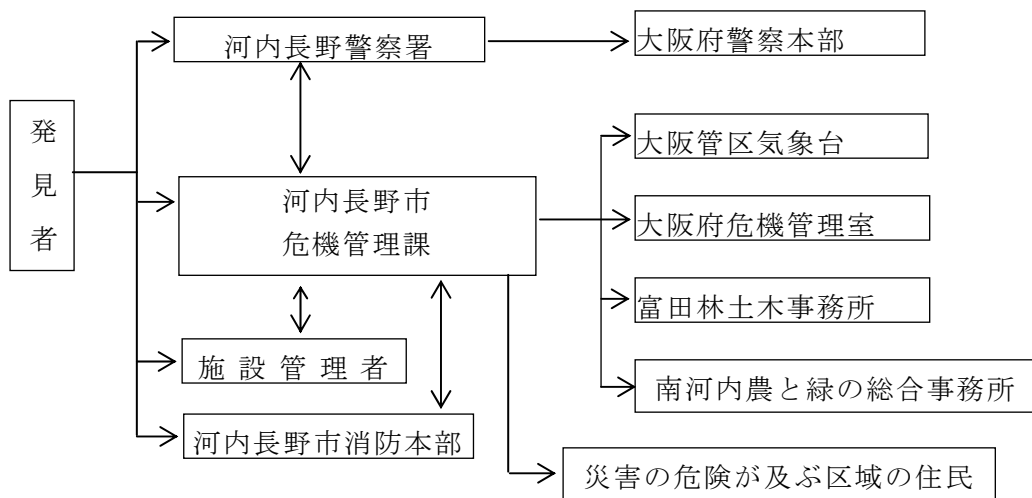 発見者
河内長野警察署
大阪府警察本部
河内長野市
危機管理課
大阪管区気象台
大阪府危機管理室
富田林土木事務所
南河内農と緑の総合事務所
施設管理者
河内長野市消防本部
災害の危険が及ぶ区域の住民